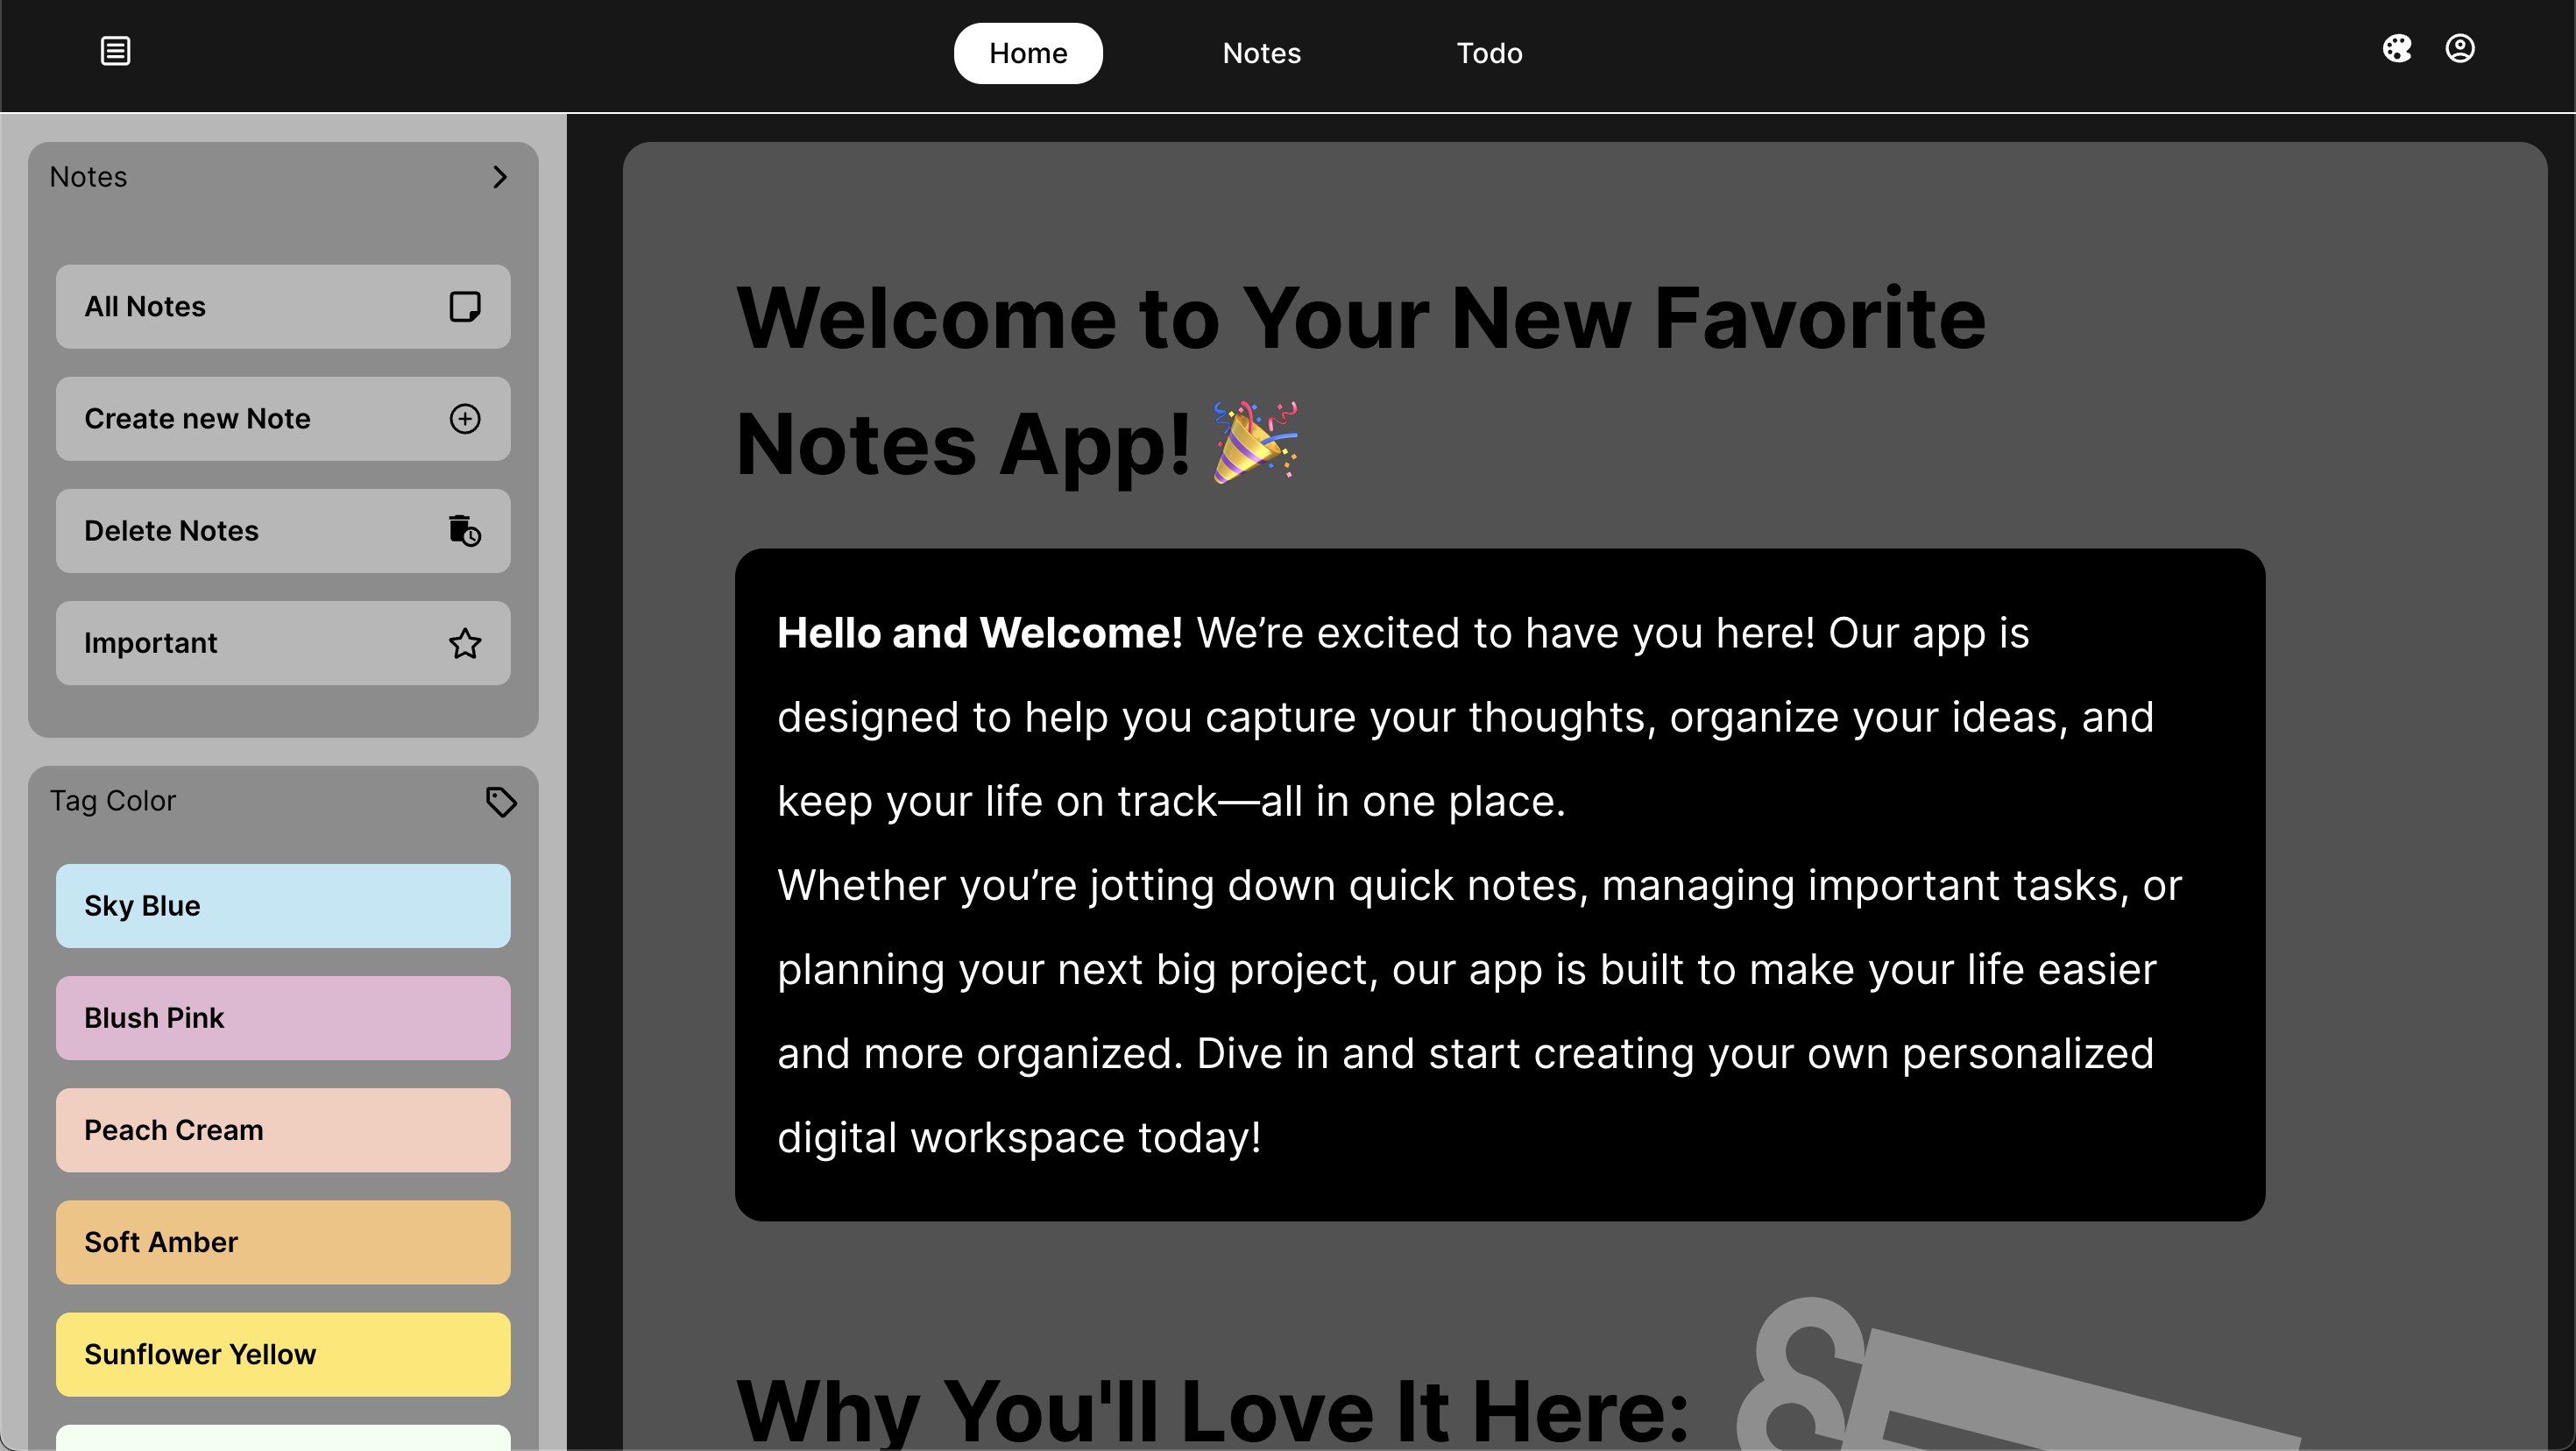 Home
Notes
Todo
Notes
All Notes
Create new Note
Delete Notes
Important
Tag Color
Sky Blue
Blush Pink
Peach Cream
Soft Amber
Sunflower Yellow
Welcome to Your New Favorite
Notes App! 🎉
Hello and Welcome! We’re excited to have you here! Our app is
designed to help you capture your thoughts, organize your ideas, and
keep your life on track—all in one place.
Whether you’re jotting down quick notes, managing important tasks, or
planning your next big project, our app is built to make your life easier
and more organized. Dive in and start creating your own personalized
digital workspace today!
Why You'll Love It Here: